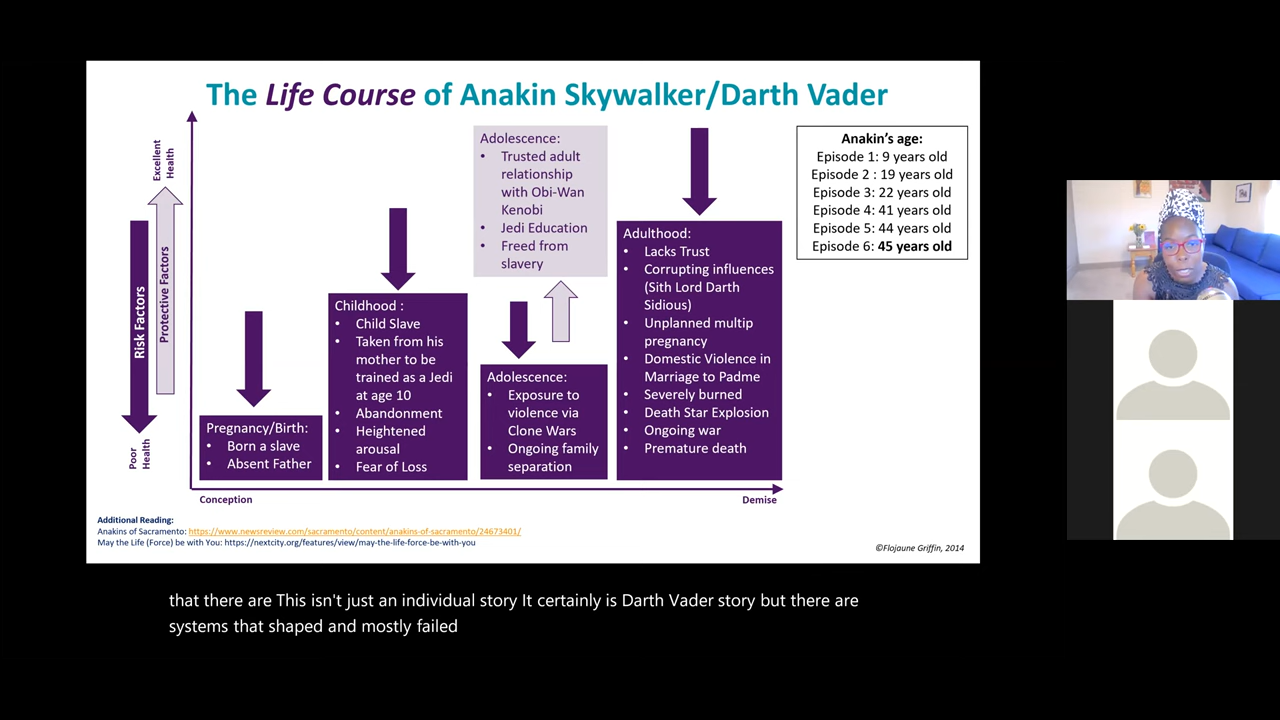 The Life Course of Anakin Skywalker/Darth Vader
Excellent
Health
Risk Factors
Protective Factors
Poor
Health
Pregnancy/Birth:
• Born a slave
• Absent Father
Childhood :
• Child Slave
• Taken from his
mother to be
trained as a Jedi
at age 10
• Abandonment
• Heightened
arousal
• Fear of Loss
Adolescence:
• Trusted adult
relationship
with Obi-Wan
Kenobi
• Jedi Education
• Freed from
slavery
Adolescence:
• Exposure to
violence via
Clone Wars
• Ongoing family
separation
Adulthood:
• Lacks Trust
• Corrupting influences
(Sith Lord Darth
Sidious)
• Unplanned multip
pregnancy
• Domestic Violence in
Marriage to Padme
• Severely burned
• Death Star Explosion
• Ongoing war
• Premature death
Anakin's age:
Episode 1: 9 years old
Episode 2 : 19 years old
Episode 3: 22 years old
Episode 4: 41 years old
Episode 5: 44 years old
Episode 6: 45 years old
Conception
Demise
Additional Reading:
Anakins of Sacramento: https://www.newsreview.com/sacramento/content/anakins-of-sacramento/24673401/
May the Life (Force) be with You: https://nextcity.org/features/view/may-the-life-force-be-with-you
©Flojaune Griffin, 2014
that there are This isn't just an individual story It certainly is Darth Vader story but there are
systems that shaped and mostly failed